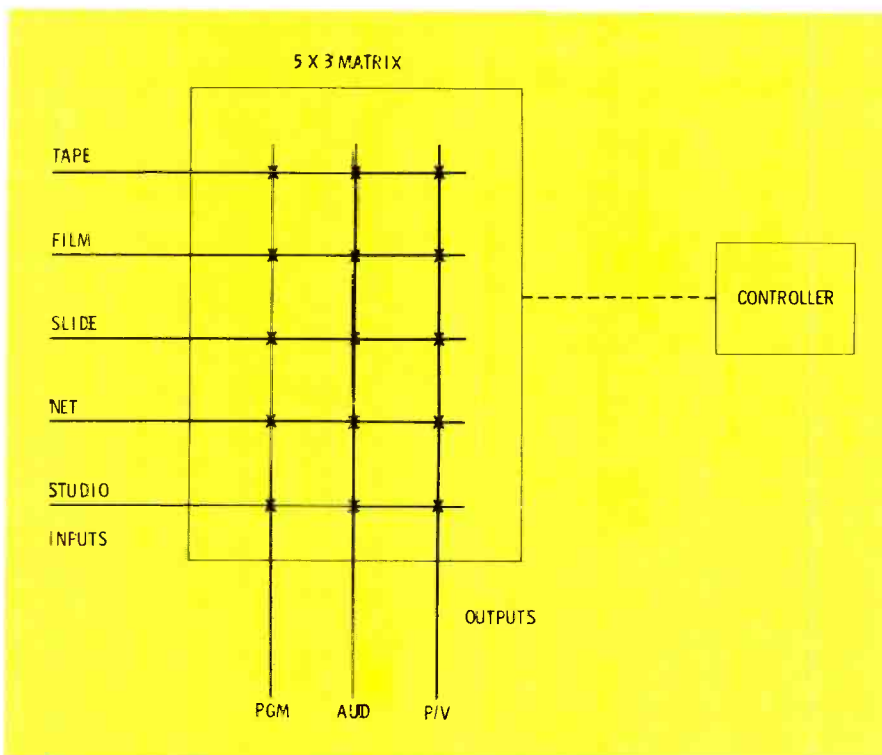 5 X 3 MATRIX
TAPE
FILM
SLIDE
NET
STUDIO
INPUTS
CONTROLLER
OUTPUTS
PGM AUD P/V